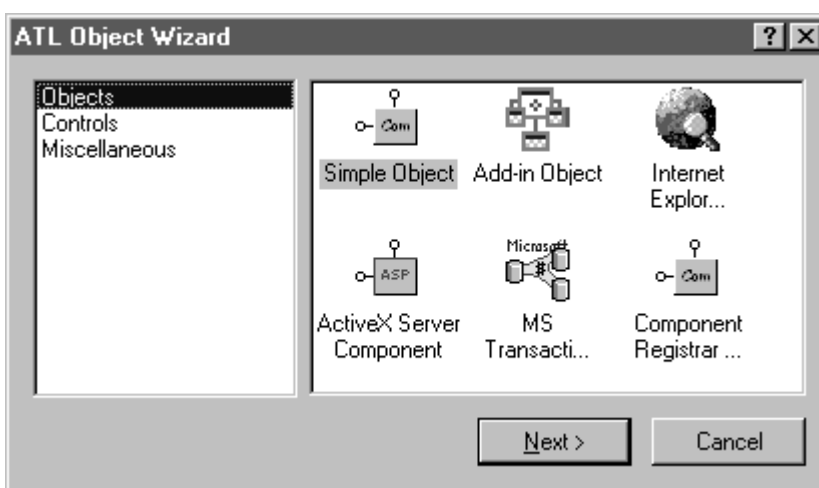 ATL Object Wizard
Objects
Controls
Miscellaneous
Com
Simple Object
Add-in Object
Internet
Explor...
ASP
ActiveX Server
Component
Microsoft
MS
Transacti...
Com
Component
Registrar ...
Next >
Cancel